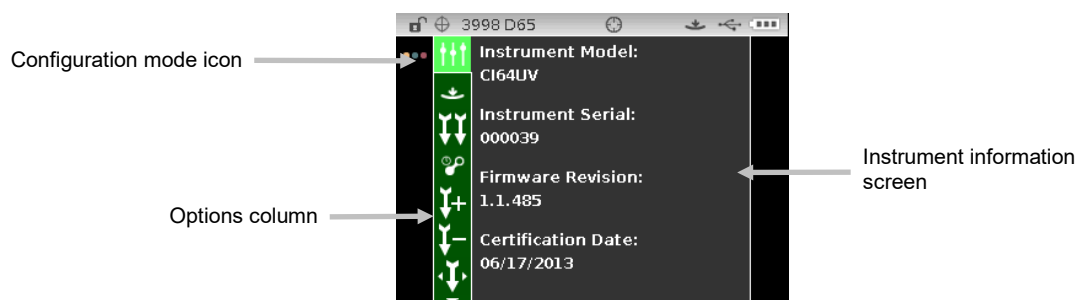 3998 D65
Configuration mode icon
Instrument Model:
CI64UV
Instrument Serial:
000039
Instrument information
screen
Firmware Revision:
1.1.485
Options column
Certification Date:
06/17/2013